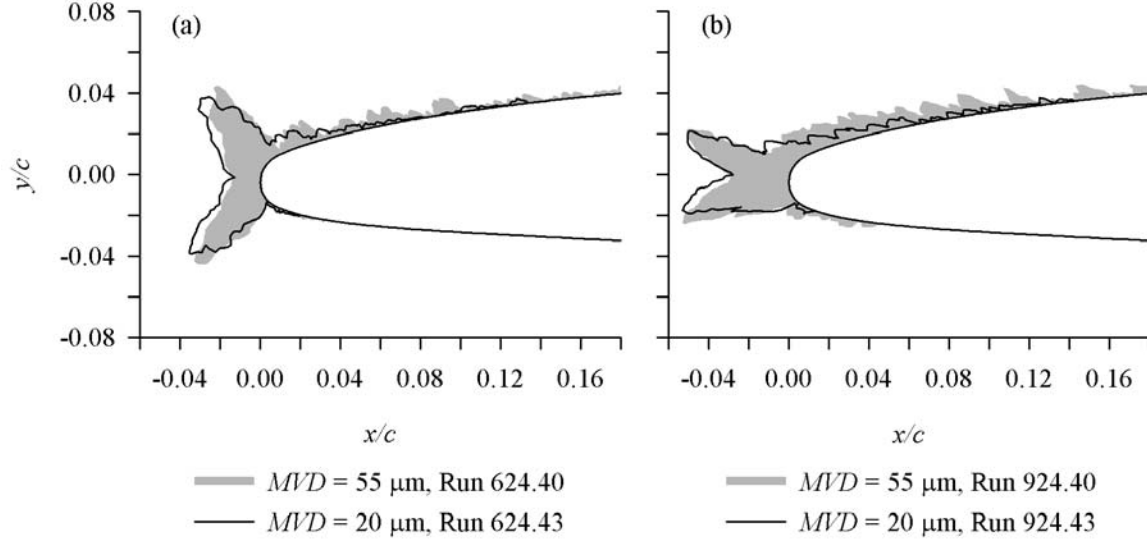 0.08
(a)
(b)
0.04
0.00
y/c
-0.04
-0.08
-0.04 0.00 0.04 0.08 0.12 0.16 -0.04 0.00 0.04 0.08 0.12 0.16
x/c x/c
MVD = 55 μm, Run 624.40 MVD = 55 μm, Run 924.40
MVD = 20 μm, Run 624.43 MVD = 20 μm, Run 924.43